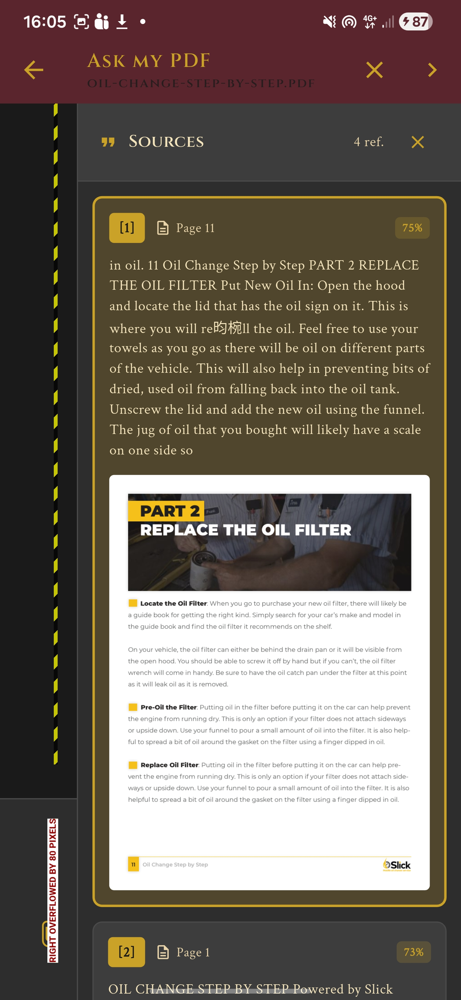 16:05
4G+
87
Ask my PDF
oil-change-step-by-step.pdf
Sources
4 ref.
[1]
Page 11
75%
in oil. 11 Oil Change Step by Step PART 2 REPLACE
THE OIL FILTER Put New Oil In: Open the hood
and locate the lid that has the oil sign on it. This is
where you will re昀椀ll the oil. Feel free to use your
towels as you go as there will be oil on different parts
of the vehicle. This will also help in preventing bits of
dried, used oil from falling back into the oil tank.
Unscrew the lid and add the new oil using the funnel.
The jug of oil that you bought will likely have a scale
on one side so
PART 2
REPLACE THE OIL FILTER
Frank
Locate the Oil Filter: When you go to purchase your new oil filter, there will likely be
a guide book for getting the right kind. Simply search for your car's make and model in
the guide book and find the oil filter it recommends on the shelf.
On your vehicle, the oil filter can either be behind the drain pan or it will be visible from
the open hood. You should be able to screw it off by hand but if you can't, the oil filter
wrench will come in handy. Be sure to have the oil catch pan under the filter at this point
as it will leak oil as it is removed.
Pre-Oil the Filter: Putting oil in the filter before putting it on the car can help prevent
the engine from running dry. This is only an option if your filter does not attach sideways
or upside down. Use your funnel to pour a small amount of oil into the filter. It is also help-
ful to spread a bit of oil around the gasket on the filter using a finger dipped in oil.
Replace Oil Filter: Putting oil in the filter before putting it on the car can help pre-
vent the engine from running dry. This is only an option if your filter does not attach side-
ways or upside down. Use your funnel to pour a small amount of oil into the filter. It is also
helpful to spread a bit of oil around the gasket on the filter using a finger dipped in oil.
11 Oil Change Step by Step
Slick
Mobile oil change service
RIGHT OVERFLOWED BY 80 PIXELS
[2]
Page 1
73%
OIL CHANGE STEP BY STEP Powered by Slick